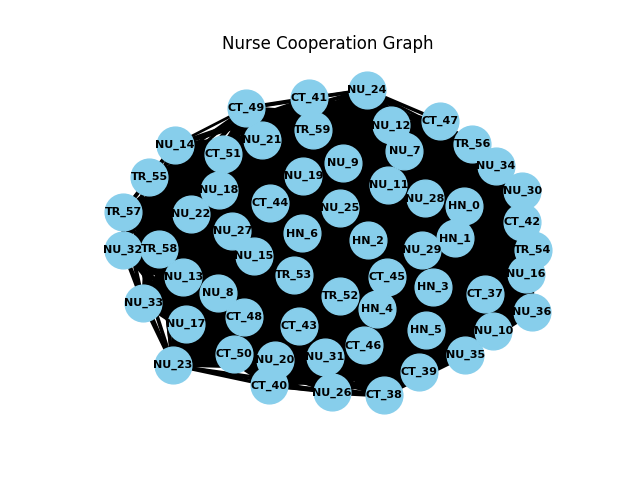 Nurse Cooperation Graph
NU_24
CT_41
CT_49
CT_47
NU_12
TR_59
NU_21
TR_56
NU_14
NU_7
CT_51
NU_9
NU_34
TR_55
NU_19
NU_11
NU_18
NU_30
NU_28
CT_44
HN_0
NU_25
TR_57
NU_22
CT_42
NU_27
HN_6
HN_1
HN_2
NU_32
TR_58
NU_29
TR_54
NU_15
NU_16
TR_53
NU_13
CT_45
HN_3
NU_8
CT_37
TR_52
NU_33
HN_4
NU_36
CT_48
NU_17
CT_43
HN_5
NU_10
CT_46
CT_50
NU_35
NU_31
NU_20
NU_23
CT_39
CT_40
NU_26
CT_38